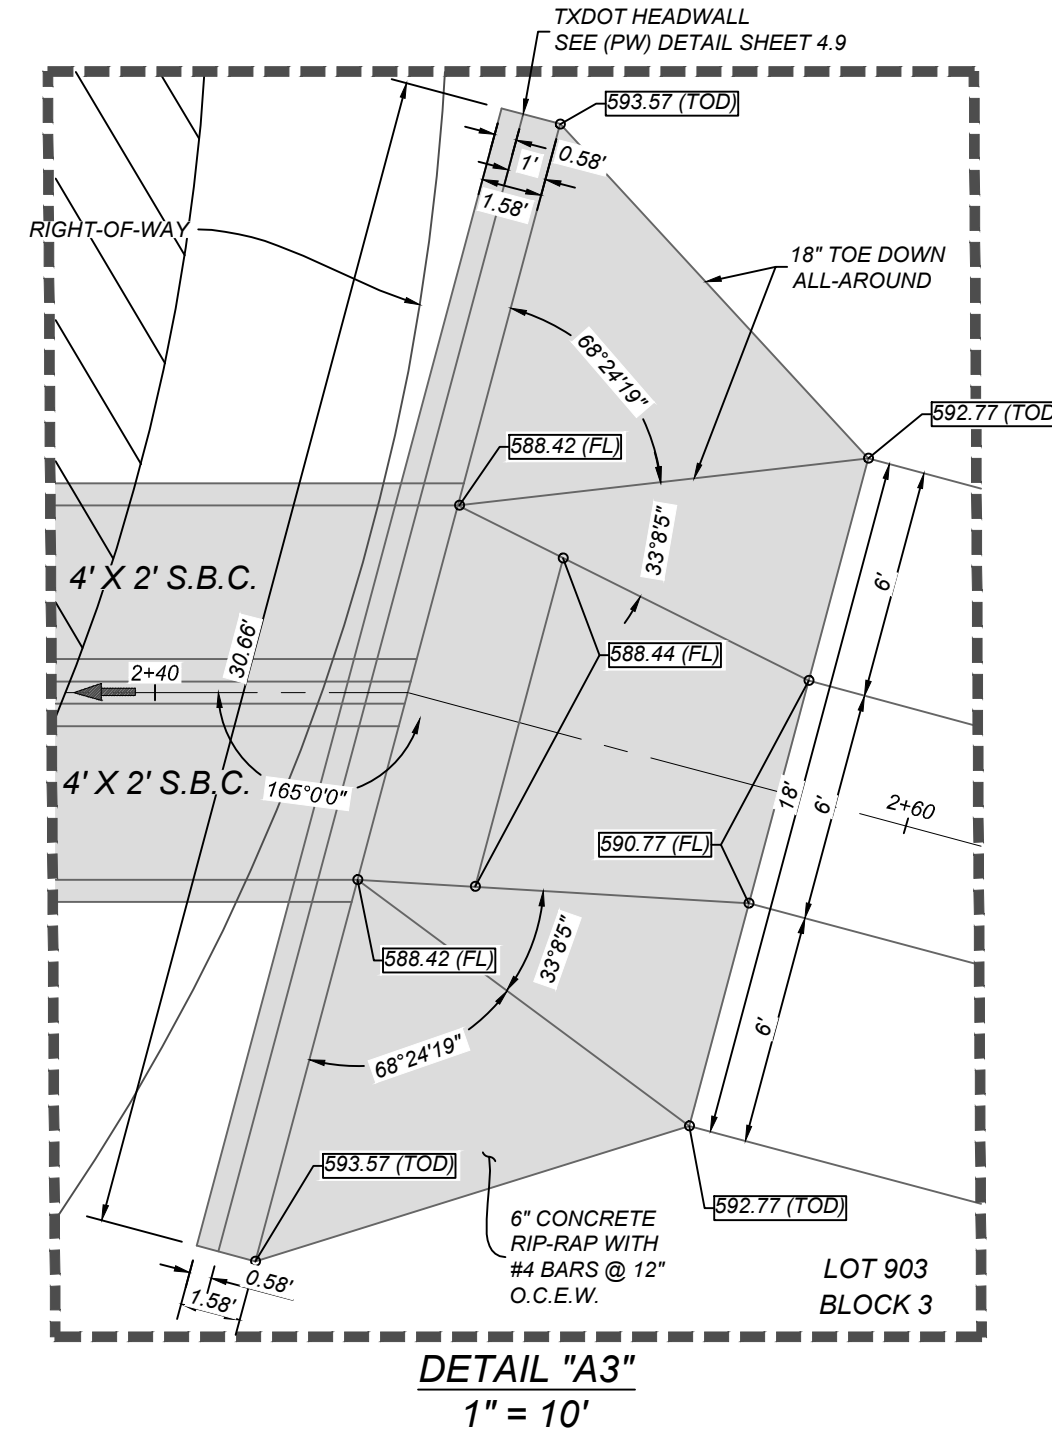 TXDOT HEADWALL
SEE (PW) DETAIL SHEET 4.9
593.57 (TOD)
0.58'
1'
1.58'
RIGHT-OF-WAY
18" TOE DOWN
ALL-AROUND
68°24'19"
592.77 (TOD
588.42 (FL)
33°8'5"
4' X 2' S.B.C.
6'
30.66'
588.44 (FL)
2+40
4' X 2' S.B.C.
165°0'0"
18'
6'
2+60
590.77 (FL)
588.42 (FL)
33°8'5"
6'
68°24'19"
593.57 (TOD)
592.77 (TOD)
6" CONCRETE
RIP-RAP WITH
#4 BARS @ 12"
O.C.E.W.
0.58'
1.58'
LOT 903
BLOCK 3
DETAIL "A3"
1" = 10'